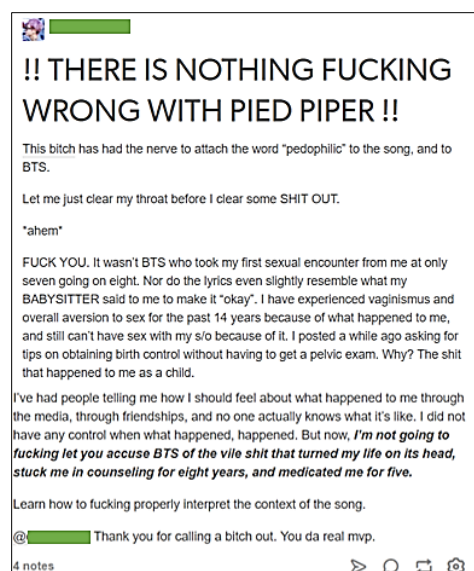 !! THERE IS NOTHING FUCKING
WRONG WITH PIED PIPER !!
This bitch has had the nerve to attach the word “pedophilic” to the song, and to
BTS.
Let me just clear my throat before I clear some SHIT OUT.
*ahem*
FUCK YOU. It wasn’t BTS who took my first sexual encounter from me at only
seven going on eight. Nor do the lyrics even slightly resemble what my
BABYSITTER said to me to make it “okay”. I have experienced vaginismus and
overall aversion to sex for the past 14 years because of what happened to me,
and still can’t have sex with my s/o because of it. I posted a while ago asking for
tips on obtaining birth control without having to get a pelvic exam. Why? The shit
that happened to me as a child.
I’ve had people telling me how I should feel about what happened to me through
the media, through friendships, and no one actually knows what it’s like. I did not
have any control when what happened, happened. But now, I’m not going to
fucking let you accuse BTS of the vile shit that turned my life on its head,
stuck me in counseling for eight years, and medicated me for five.
Learn how to fucking properly interpret the context of the song.
@ Thank you for calling a bitch out. You da real mvp.
4 notes